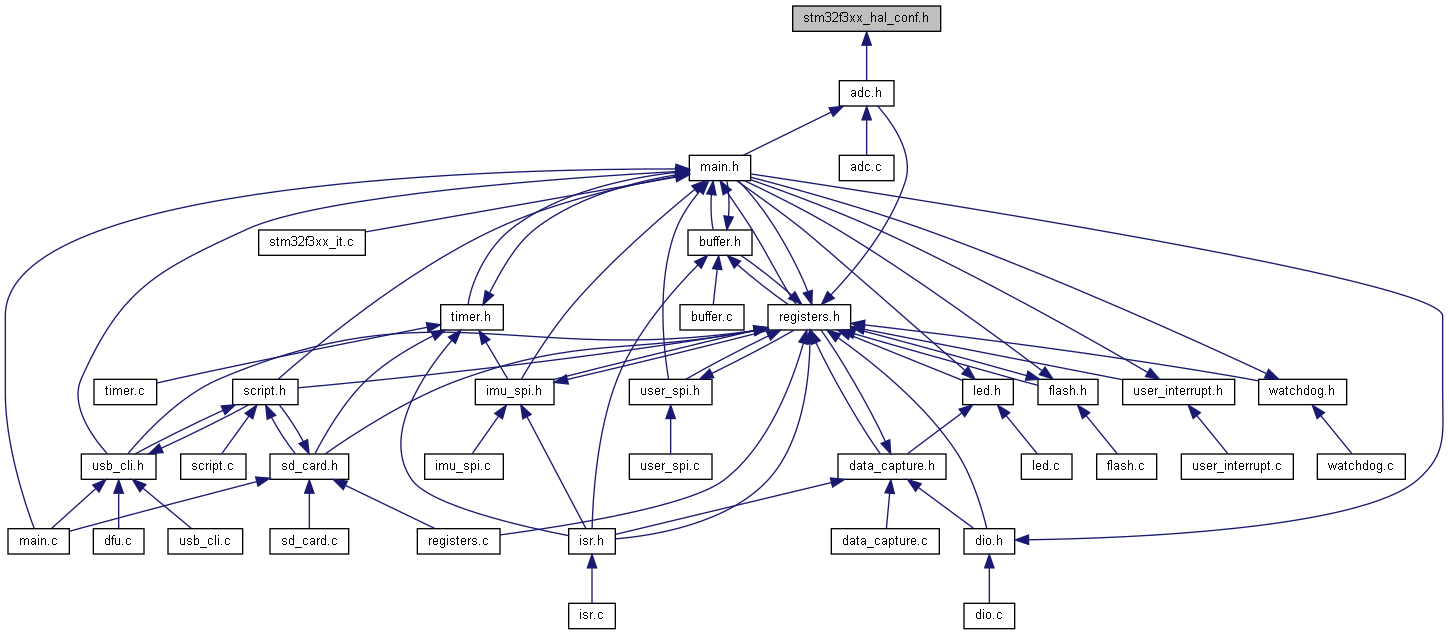 stm32f3xx_hal_conf.h
adc.h
main.h
adc.c
stm32f3xx_it.c
buffer.h
timer.h
buffer.c
registers.h
timer.c
script.h
imu_spi.h
user_spi.h
led.h
flash.h
user_interrupt.h
watchdog.h
usb_cli.h
script.c
sd_card.h
imu_spi.c
user_spi.c
data_capture.h
led.c
flash.c
user_interrupt.c
watchdog.c
main.c
dfu.c
usb_cli.c
sd_card.c
registers.c
isr.h
data_capture.c
dio.h
isr.c
dio.c